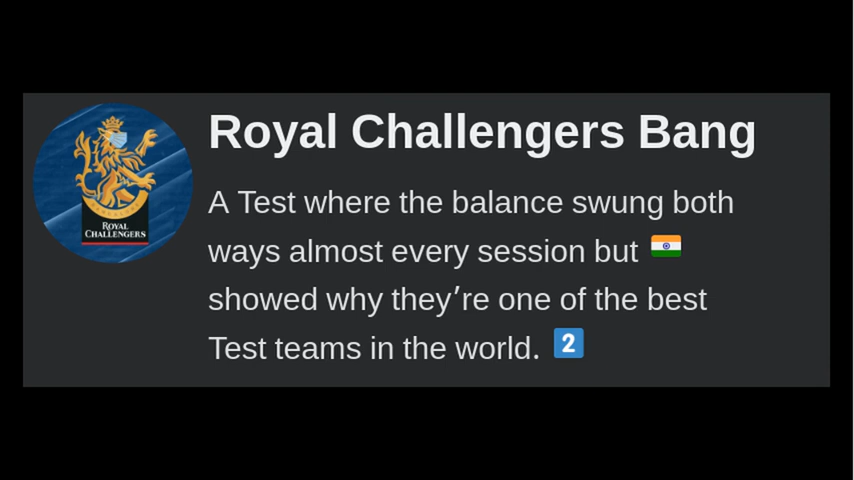 Royal Challengers Bang
A Test where the balance swung both
ways almost every session but 🇮🇳
showed why they’re one of the best
Test teams in the world. 2️⃣
ROYAL
CHALLENGERS